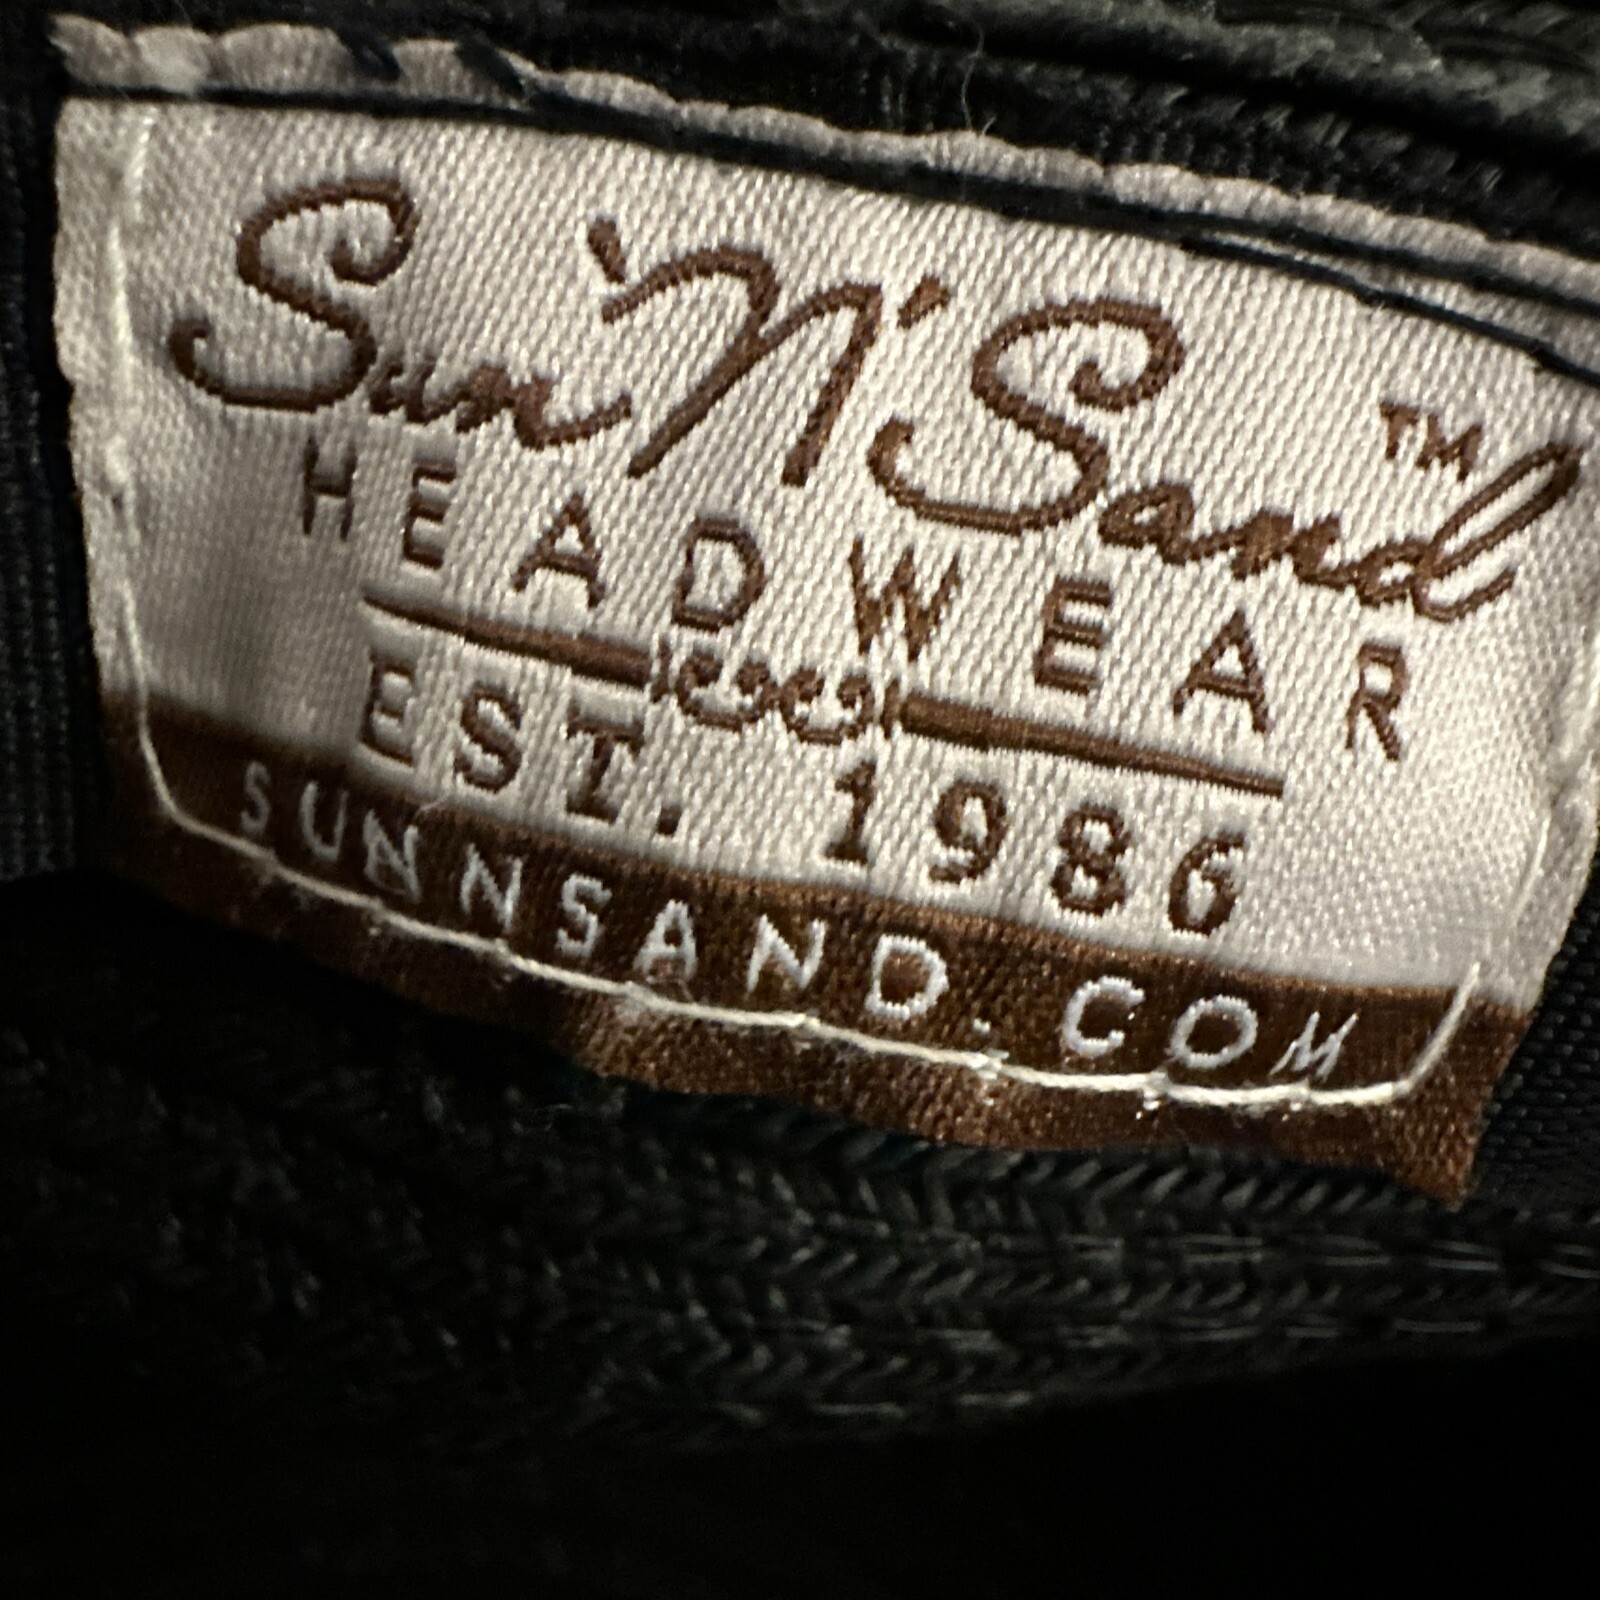 Sun 'N' Sand™
HEADWEAR
EST. 1986
SUNNSAND.COM